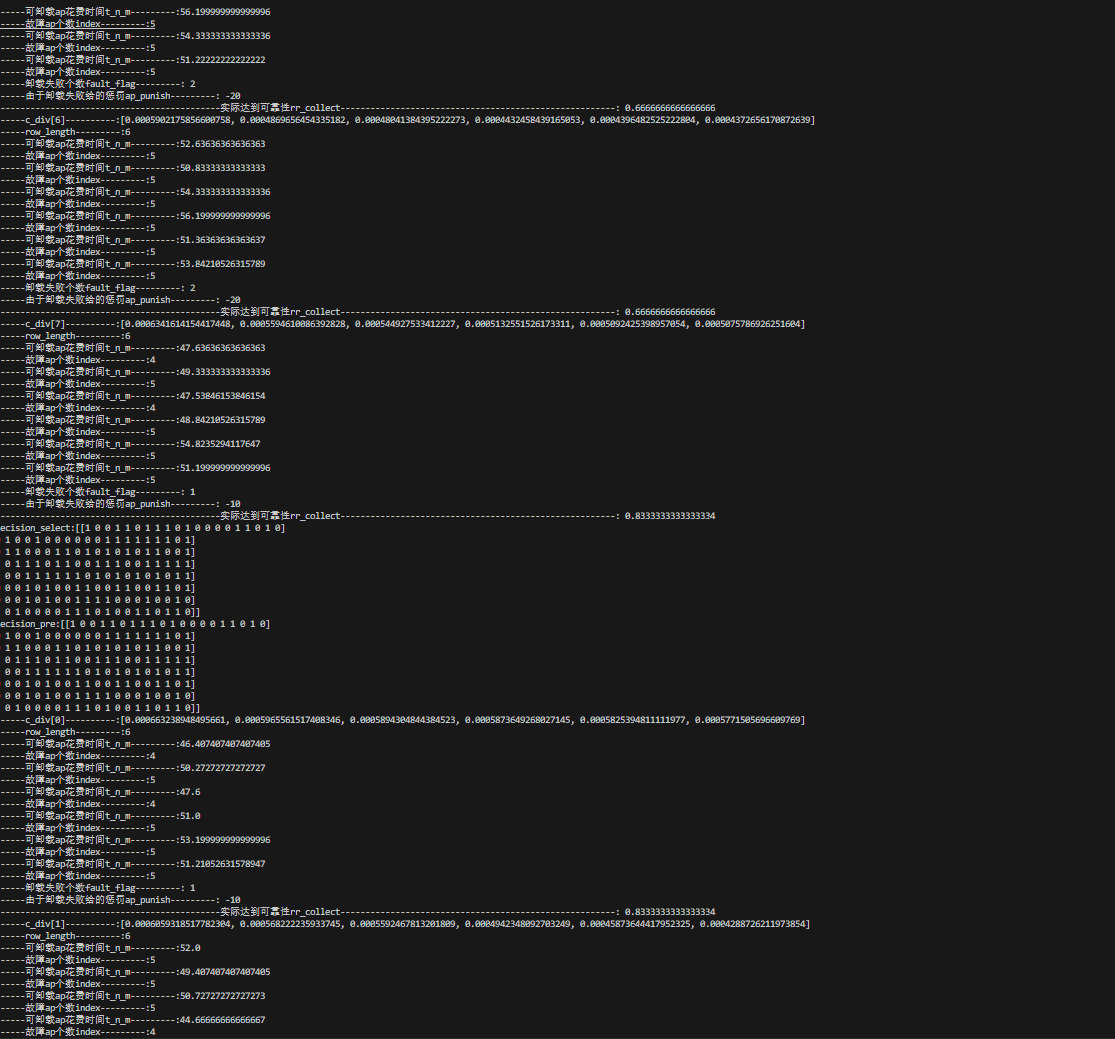 -----可卸载ap花费时间t_n_m---------:56.199999999999996
-----故障ap个数index---------:5
-----可卸载ap花费时间t_n_m---------:54.333333333333336
-----故障ap个数index---------:5
-----可卸载ap花费时间t_n_m---------:51.22222222222222
-----故障ap个数index---------:5
-----卸载失败个数fault_flag---------: 2
-----由于卸载失败给的惩罚ap_punish---------: -20
--------------------------------------------实际达到可靠性rr_collect-------------------------------------------------------: 0.6666666666666666
-----c_div[6]----------:[0.0005902175856600758, 0.0004869656454335182, 0.00048041384395222273, 0.0004432458439165053, 0.0004396482525222804, 0.0004372656170872639]
-----row_length---------:6
-----可卸载ap花费时间t_n_m---------:52.63636363636363
-----故障ap个数index---------:5
-----可卸载ap花费时间t_n_m---------:50.83333333333333
-----故障ap个数index---------:5
-----可卸载ap花费时间t_n_m---------:54.333333333333336
-----故障ap个数index---------:5
-----可卸载ap花费时间t_n_m---------:56.199999999999996
-----故障ap个数index---------:5
-----可卸载ap花费时间t_n_m---------:51.36363636363637
-----故障ap个数index---------:5
-----可卸载ap花费时间t_n_m---------:53.84210526315789
-----故障ap个数index---------:5
-----卸载失败个数fault_flag---------: 2
-----由于卸载失败给的惩罚ap_punish---------: -20
--------------------------------------------实际达到可靠性rr_collect-------------------------------------------------------: 0.6666666666666666
-----c_div[7]----------:[0.0006341614154417448, 0.0005594610086392828, 0.000544927533412227, 0.0005132551526173311, 0.0005092425398957054, 0.0005075786926251604]
-----row_length---------:6
-----可卸载ap花费时间t_n_m---------:47.63636363636363
-----故障ap个数index---------:4
-----可卸载ap花费时间t_n_m---------:49.333333333333336
-----故障ap个数index---------:5
-----可卸载ap花费时间t_n_m---------:47.53846153846154
-----故障ap个数index---------:4
-----可卸载ap花费时间t_n_m---------:48.84210526315789
-----故障ap个数index---------:5
-----可卸载ap花费时间t_n_m---------:54.8235294117647
-----故障ap个数index---------:5
-----可卸载ap花费时间t_n_m---------:51.199999999999996
-----故障ap个数index---------:5
-----卸载失败个数fault_flag---------: 1
-----由于卸载失败给的惩罚ap_punish---------: -10
--------------------------------------------实际达到可靠性rr_collect-------------------------------------------------------: 0.8333333333333334
ecision_select:[[1 0 0 1 1 0 1 1 1 0 1 0 0 0 0 1 1 0 1 0]
1 0 0 1 0 0 0 0 0 0 1 1 1 1 1 1 1 0 1]
1 1 0 0 0 1 1 0 1 0 1 0 1 0 1 1 0 0 1]
0 1 1 1 0 1 1 0 0 1 1 1 0 0 1 1 1 1 1]
0 0 1 1 1 1 1 1 0 1 0 1 0 1 0 1 0 1 1]
0 0 1 0 1 0 0 1 1 0 0 1 1 0 0 1 1 0 1]
0 0 1 0 1 0 0 1 1 1 1 0 0 0 1 0 0 1 0]
0 1 0 0 0 0 1 1 1 0 1 0 0 1 1 0 1 1 0]]
ecision_pre:[[1 0 0 1 1 0 1 1 1 0 1 0 0 0 0 1 1 0 1 0]
1 0 0 1 0 0 0 0 0 0 1 1 1 1 1 1 1 0 1]
1 1 0 0 0 1 1 0 1 0 1 0 1 0 1 1 0 0 1]
0 1 1 1 0 1 1 0 0 1 1 1 0 0 1 1 1 1 1]
0 0 1 1 1 1 1 1 0 1 0 1 0 1 0 1 0 1 1]
0 0 1 0 1 0 0 1 1 0 0 1 1 0 0 1 1 0 1]
0 0 1 0 1 0 0 1 1 1 1 0 0 0 1 0 0 1 0]
0 1 0 0 0 0 1 1 1 0 1 0 0 1 1 0 1 1 0]]
-----c_div[0]----------:[0.000663238948495661, 0.0005965561517408346, 0.0005894304844384523, 0.0005873649268027145, 0.0005825394811111977, 0.0005771505696609769]
-----row_length---------:6
-----可卸载ap花费时间t_n_m---------:46.407407407407405
-----故障ap个数index---------:4
-----可卸载ap花费时间t_n_m---------:50.27272727272727
-----故障ap个数index---------:5
-----可卸载ap花费时间t_n_m---------:47.6
-----故障ap个数index---------:4
-----可卸载ap花费时间t_n_m---------:51.0
-----故障ap个数index---------:5
-----可卸载ap花费时间t_n_m---------:53.199999999999996
-----故障ap个数index---------:5
-----可卸载ap花费时间t_n_m---------:51.21052631578947
-----故障ap个数index---------:5
-----卸载失败个数fault_flag---------: 1
-----由于卸载失败给的惩罚ap_punish---------: -10
--------------------------------------------实际达到可靠性rr_collect-------------------------------------------------------: 0.8333333333333334
-----c_div[1]----------:[0.0006059318517782304, 0.000568222235933745, 0.0005592467813201809, 0.0004942348092703249, 0.00045873644417952325, 0.0004288726211973854]
-----row_length---------:6
-----可卸载ap花费时间t_n_m---------:52.0
-----故障ap个数index---------:5
-----可卸载ap花费时间t_n_m---------:49.407407407407405
-----故障ap个数index---------:5
-----可卸载ap花费时间t_n_m---------:50.72727272727273
-----故障ap个数index---------:5
-----可卸载ap花费时间t_n_m---------:44.66666666666667
-----故障ap个数index---------:4